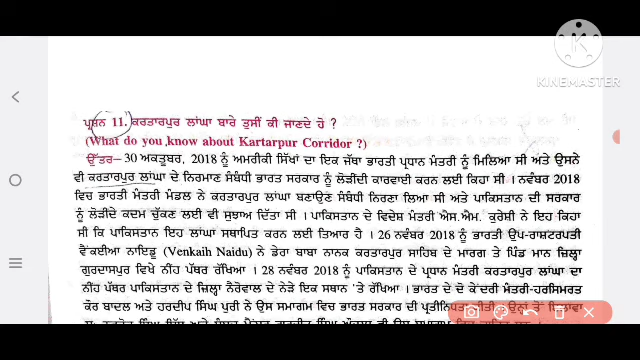 KINEMASTER
ਪ੍ਰਸ਼ਨ 11. ਕਰਤਾਰਪੁਰ ਲਾਂਘਾ ਬਾਰੇ ਤੁਸੀਂ ਕੀ ਜਾਣਦੇ ਹੋ ?
(What do you know about Kartarpur Corridor ?)
ਉੱਤਰ– 30 ਅਕਤੂਬਰ, 2018 ਨੂੰ ਅਮਰੀਕੀ ਸਿੱਖਾਂ ਦਾ ਇਕ ਜੱਥਾ ਭਾਰਤੀ ਪ੍ਰਧਾਨ ਮੰਤਰੀ ਨੂੰ ਮਿਲਿਆ ਸੀ ਅਤੇ ਉਸਨੇ
ਵੀ ਕਰਤਾਰਪੁਰ ਲਾਂਘਾ ਦੇ ਨਿਰਮਾਣ ਸੰਬੰਧੀ ਭਾਰਤ ਸਰਕਾਰ ਨੂੰ ਲੋੜੀਂਦੀ ਕਾਰਵਾਈ ਕਰਨ ਲਈ ਕਿਹਾ ਸੀ । ਨਵੰਬਰ 2018
ਵਿਚ ਭਾਰਤੀ ਮੰਤਰੀ ਮੰਡਲ ਨੇ ਕਰਤਾਰਪੁਰ ਲਾਂਘਾ ਬਣਾਉਣ ਸੰਬੰਧੀ ਨਿਰਣਾ ਲਿਆ ਸੀ ਅਤੇ ਪਾਕਿਸਤਾਨ ਦੀ ਸਰਕਾਰ
ਨੂੰ ਲੋੜੀਂਦੇ ਕਦਮ ਚੁੱਕਣ ਲਈ ਵੀ ਸੁਝਾਅ ਦਿੱਤਾ ਸੀ । ਪਾਕਿਸਤਾਨ ਦੇ ਵਿਦੇਸ਼ ਮੰਤਰੀ ਐਸ.ਐਮ. ਕੁਰੇਸ਼ੀ ਨੇ ਇਹ ਕਿਹਾ
ਸੀ ਕਿ ਪਾਕਿਸਤਾਨ ਇਹ ਲਾਂਘਾ ਸਥਾਪਿਤ ਕਰਨ ਲਈ ਤਿਆਰ ਹੈ । 26 ਨਵੰਬਰ 2018 ਨੂੰ ਭਾਰਤੀ ਉਪ-ਰਾਸ਼ਟਰਪਤੀ
ਵੈਂਕਈਆ ਨਾਇਡੂ (Venkaih Naidu) ਨੇ ਡੇਰਾ ਬਾਬਾ ਨਾਨਕ ਕਰਤਾਰਪੁਰ ਸਾਹਿਬ ਦੇ ਮਾਰਗ ਤੇ ਪਿੰਡ ਮਾਨ ਜ਼ਿਲ੍ਹਾ
ਗੁਰਦਾਸਪੁਰ ਵਿਖੇ ਨੀਂਹ ਪੱਥਰ ਰੱਖਿਆ । 28 ਨਵੰਬਰ 2018 ਨੂੰ ਪਾਕਿਸਤਾਨ ਦੇ ਪ੍ਰਧਾਨ ਮੰਤਰੀ ਕਰਤਾਰਪੁਰ ਲਾਂਘਾ ਦਾ
ਨੀਂਹ ਪੱਥਰ ਪਾਕਿਸਤਾਨ ਦੇ ਜ਼ਿਲ੍ਹਾ ਨੈਰੋਵਾਲ ਦੇ ਨੇੜੇ ਇਕ ਸਥਾਨ 'ਤੇ ਰੱਖਿਆ । ਭਾਰਤ ਦੇ ਦੋ ਕੇਂਦਰੀ ਮੰਤਰੀ-ਹਰਸਿਮਰਤ
ਕੌਰ ਬਾਦਲ ਅਤੇ ਹਰਦੀਪ ਸਿੰਘ ਪੁਰੀ ਨੇ ਉਸ ਸਮਾਗਮ ਵਿਚ ਭਾਰਤ ਸਰਕਾਰ ਦੀ ਪ੍ਰਤੀਨਿਧਤਾ ਕੀਤੀ